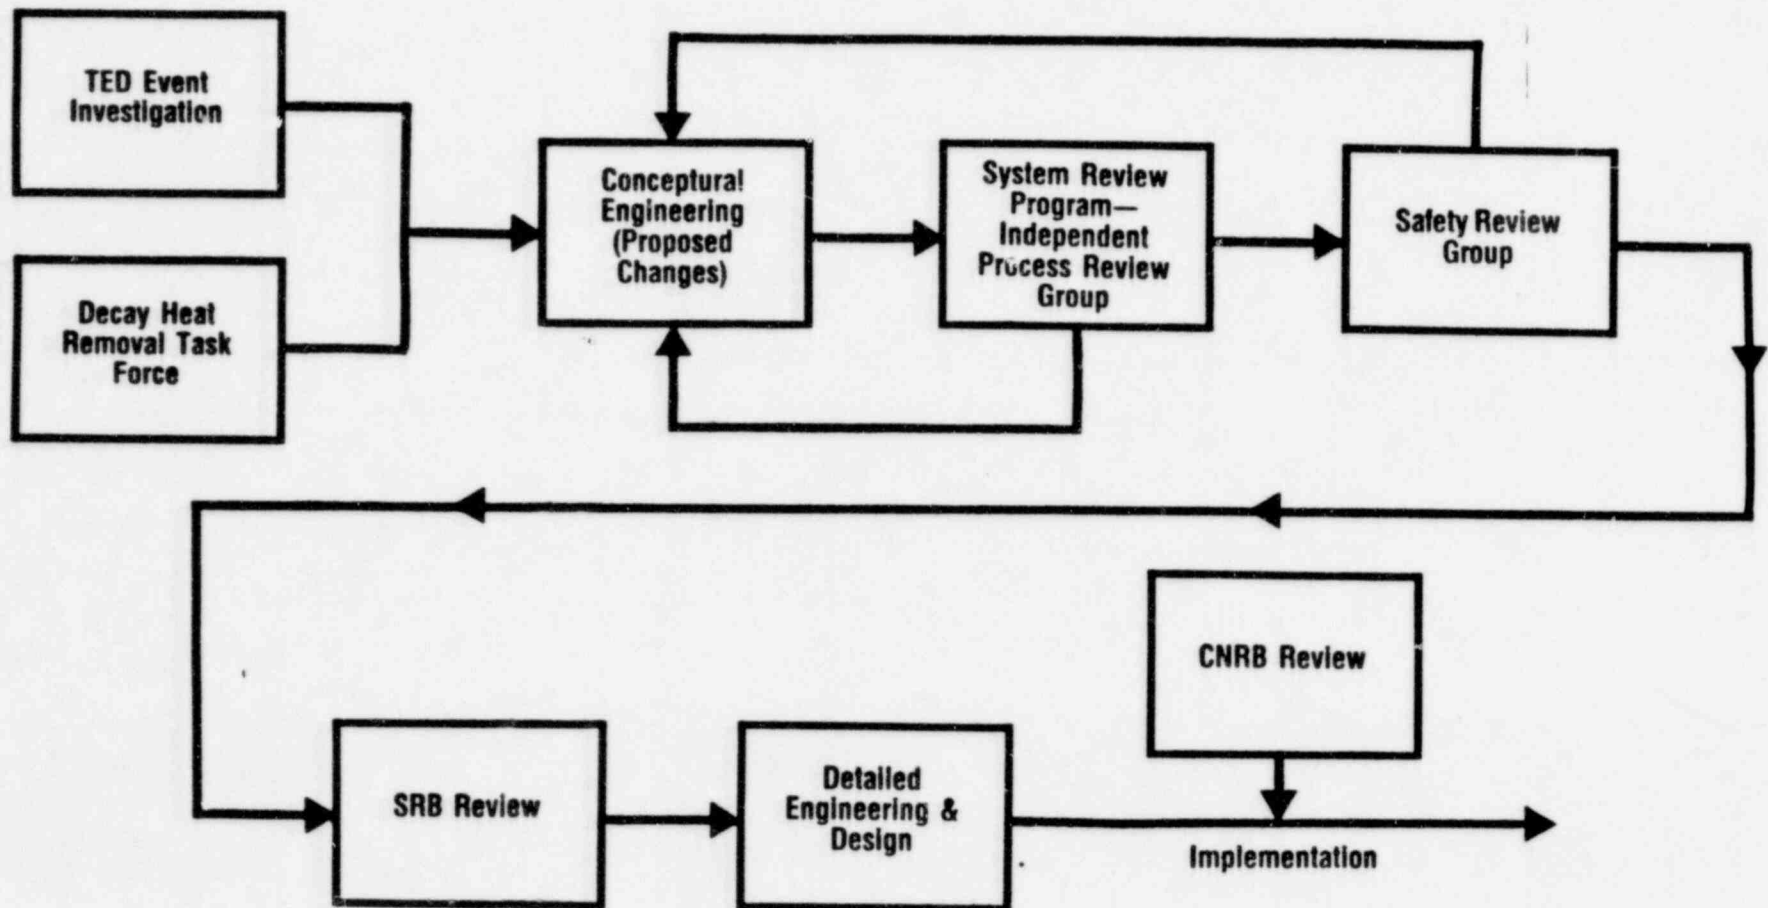 TED Event
Investigation
Decay Heat
Removal Task
Force
Conceptural
Engineering
(Proposed
Changes)
System Review
Program—
Independent
Process Review
Group
Safety Review
Group
CNRB Review
SRB Review
Detailed
Engineering &
Design
Implementation